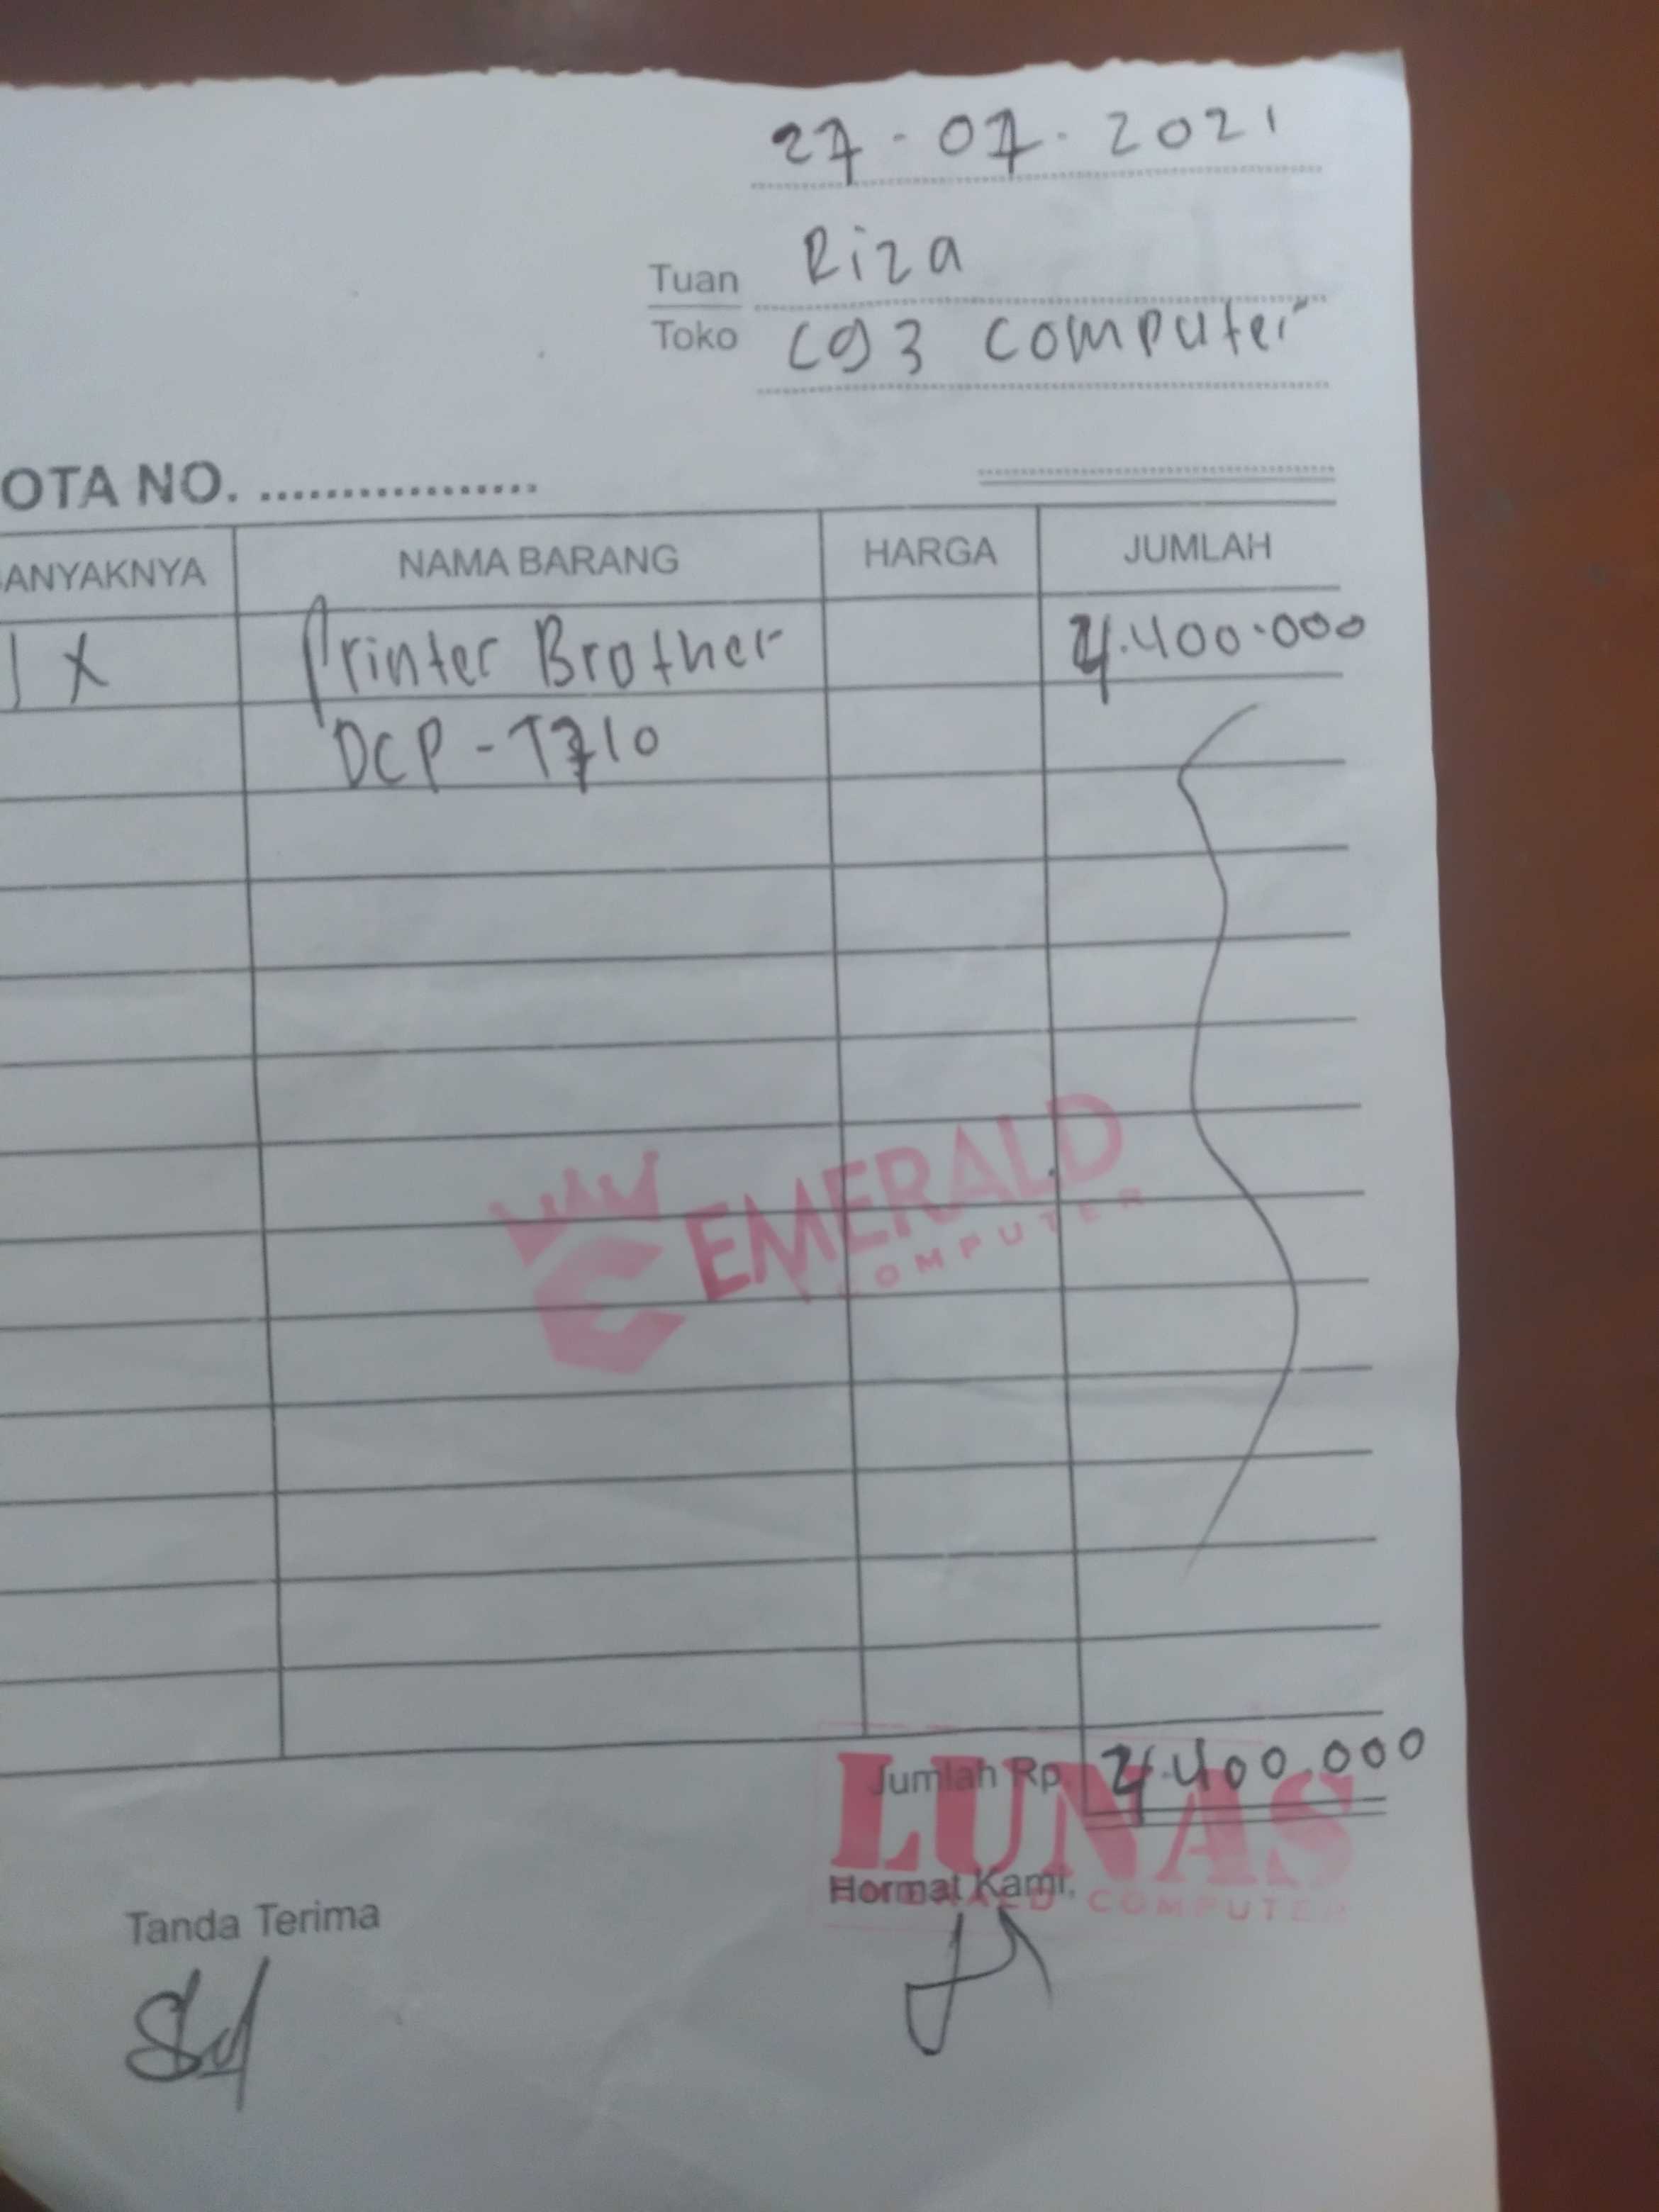 27-07-2021
Tuan Riza
Toko CG3 Computer
OTA NO. ....................
ANYAKNYA NAMA BARANG HARGA JUMLAH
1 X Printer Brother 4.400.000
DCP-T710
EMERALD
COMPUTER
Jumlah Rp. 4.400.000
LUNAS
EMERALD COMPUTER
Tanda Terima Hormat Kami,